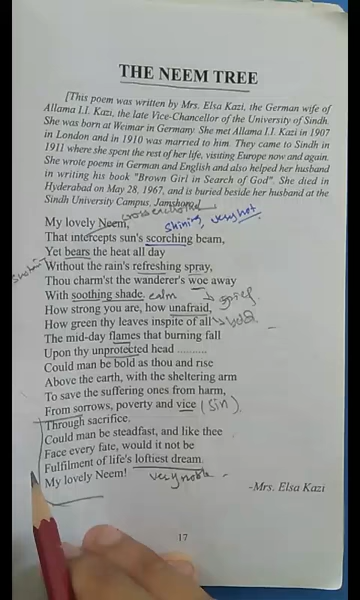 THE NEEM TREE
[This poem was written by Mrs. Elsa Kazi, the German wife of
Allama I.I. Kazi, the late Vice-Chancellor of the University of Sindh.
She was born at Weimar in Germany. She met Allama I.I. Kazi in 1907
in London and in 1910 was married to him. They came to Sindh in
1911 where she spent the rest of her life, visiting Europe now and again.
She wrote poems in German and English and also helped her husband
in writing his book "Brown Girl in Search of God". She died in
Hyderabad on May 28, 1967, and is buried beside her husband at the
Sindh University Campus, Jamshoro.]
My lovely Neem,
shining, very hot
That intercepts sun's scorching beam,
Yet bears the heat all day
Without the rain's refreshing spray,
Thou charm'st the wanderer's woe away
With soothing shade. calm grief
How strong you are, how unafraid,
How green thy leaves inspite of all bold
The mid-day flames that burning fall
Upon thy unprotected head ..........
Could man be bold as thou and rise
Above the earth, with the sheltering arm
To save the suffering ones from harm,
From sorrows, poverty and vice (sin)
Through sacrifice.
Could man be steadfast, and like thee
Face every fate, would it not be
Fulfilment of life's loftiest dream.
My lovely Neem! very noble
-Mrs. Elsa Kazi
17